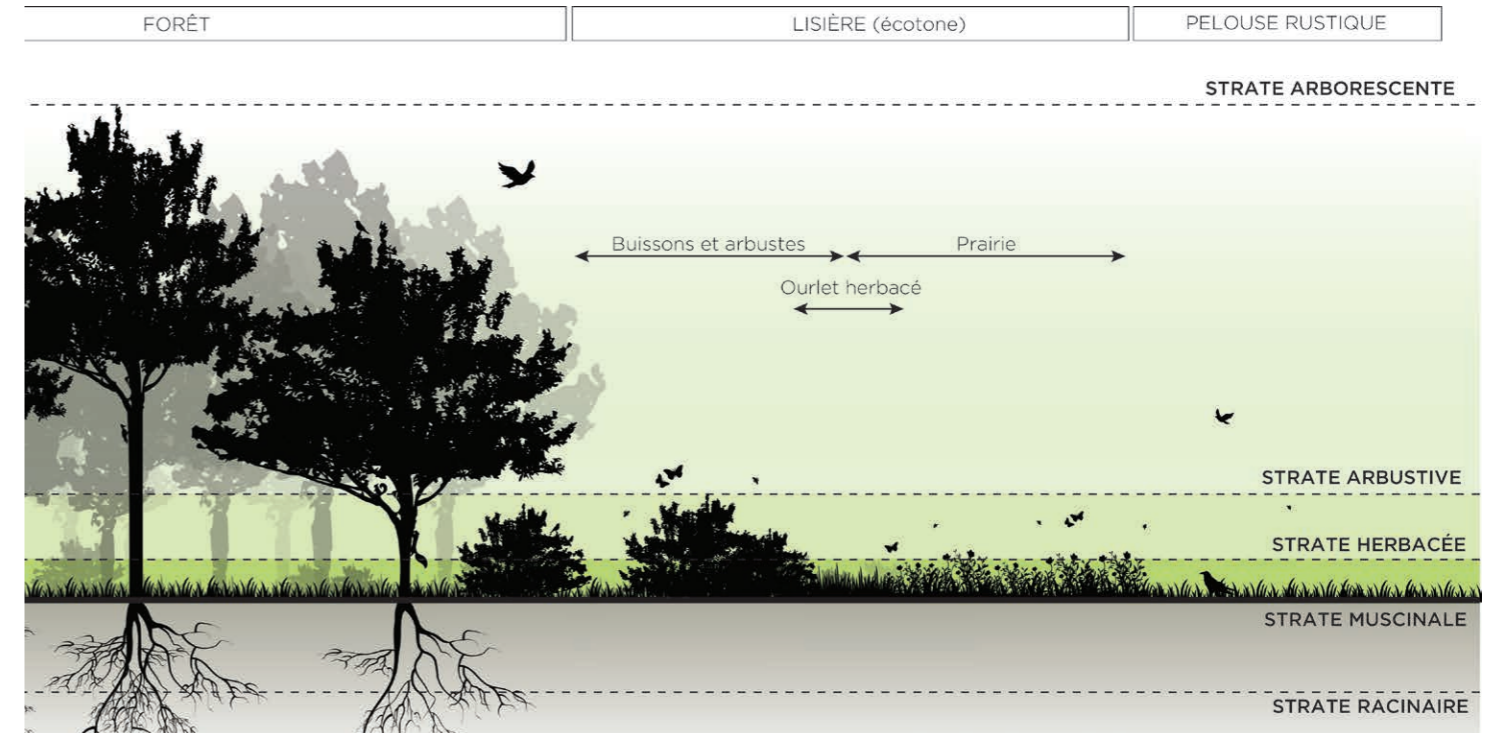 FORÊT
LISIÈRE (écotone)
PELOUSE RUSTIQUE
STRATE ARBORESCENTE
Buissons et arbustes
Prairie
Ourlet herbacé
STRATE ARBUSTIVE
STRATE HERBACÉE
STRATE MUSCINALE
STRATE RACINAIRE